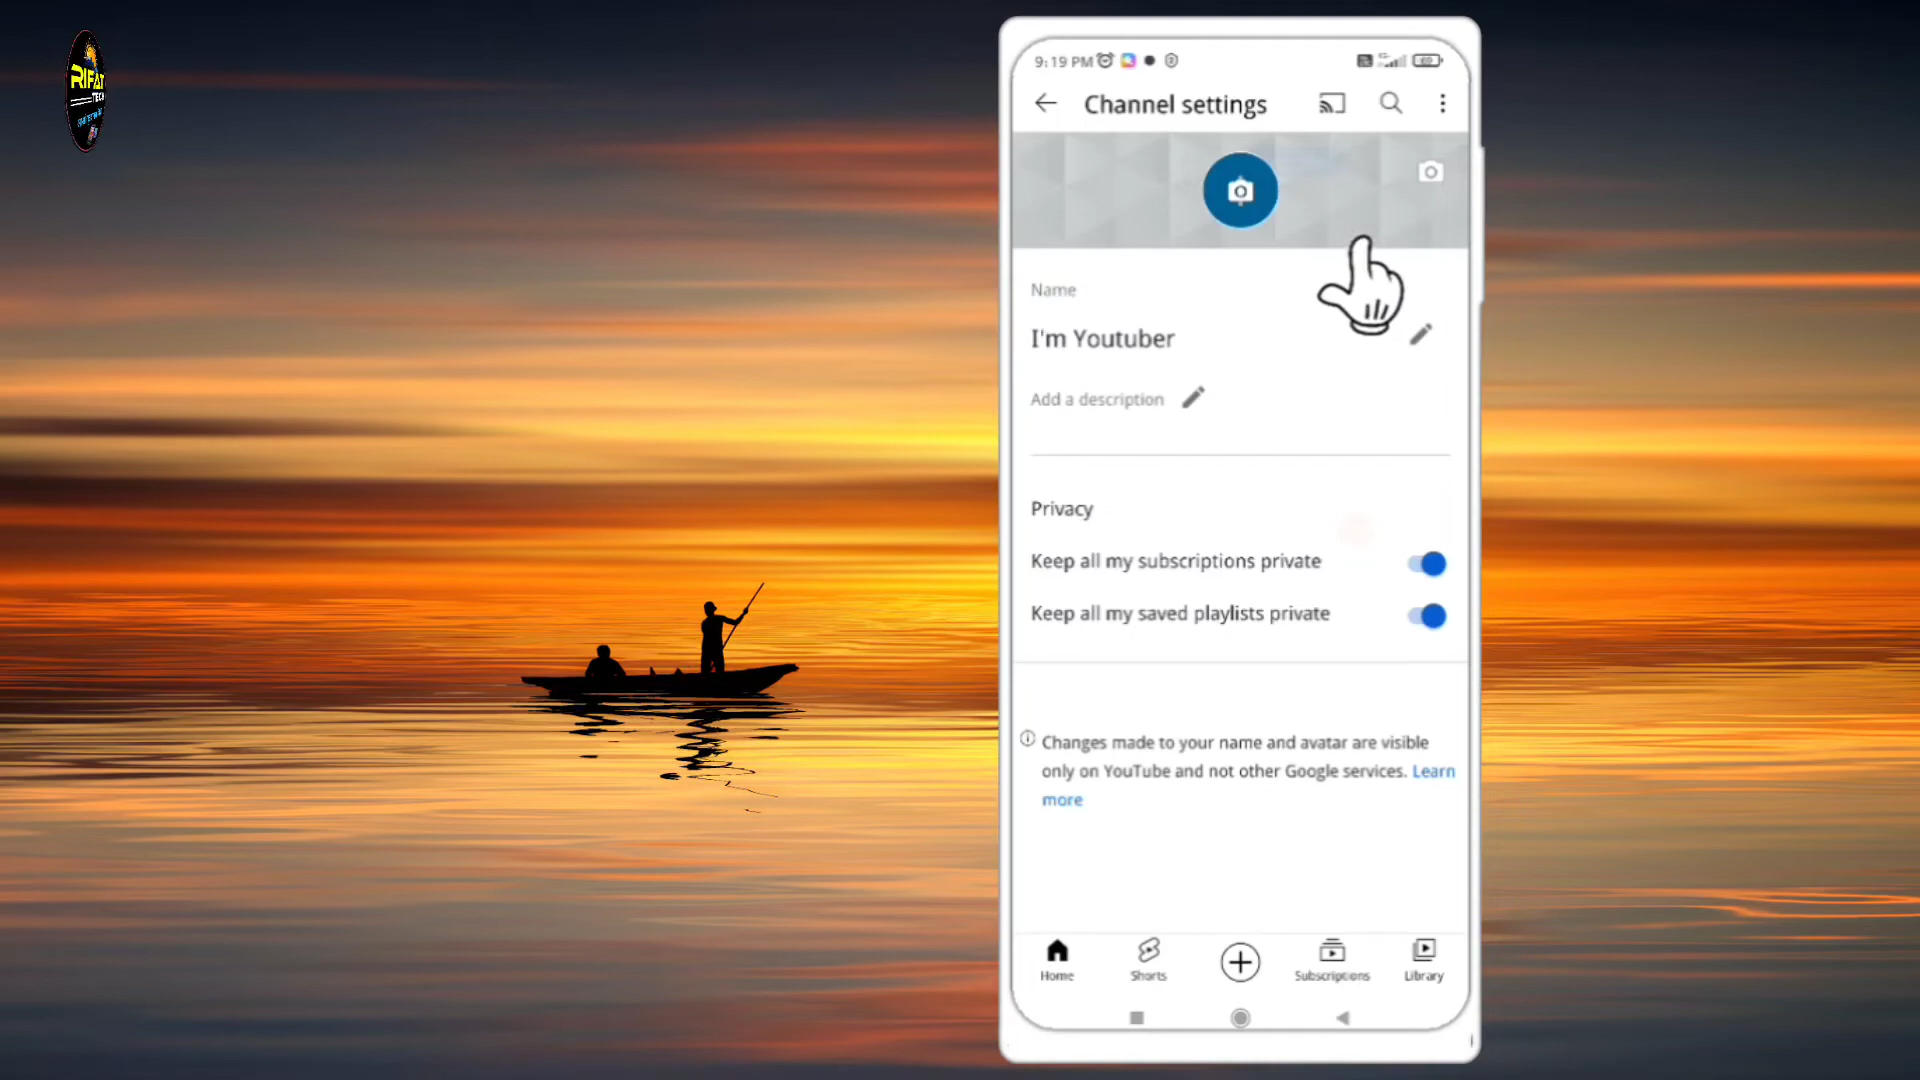 RIFAT
TECH
9:19 PM
Channel settings
Name
I'm Youtuber
Add a description
Privacy
Keep all my subscriptions private
Keep all my saved playlists private
Changes made to your name and avatar are visible
only on YouTube and not other Google services. Learn
more
Home
Shorts
Subscriptions
Library